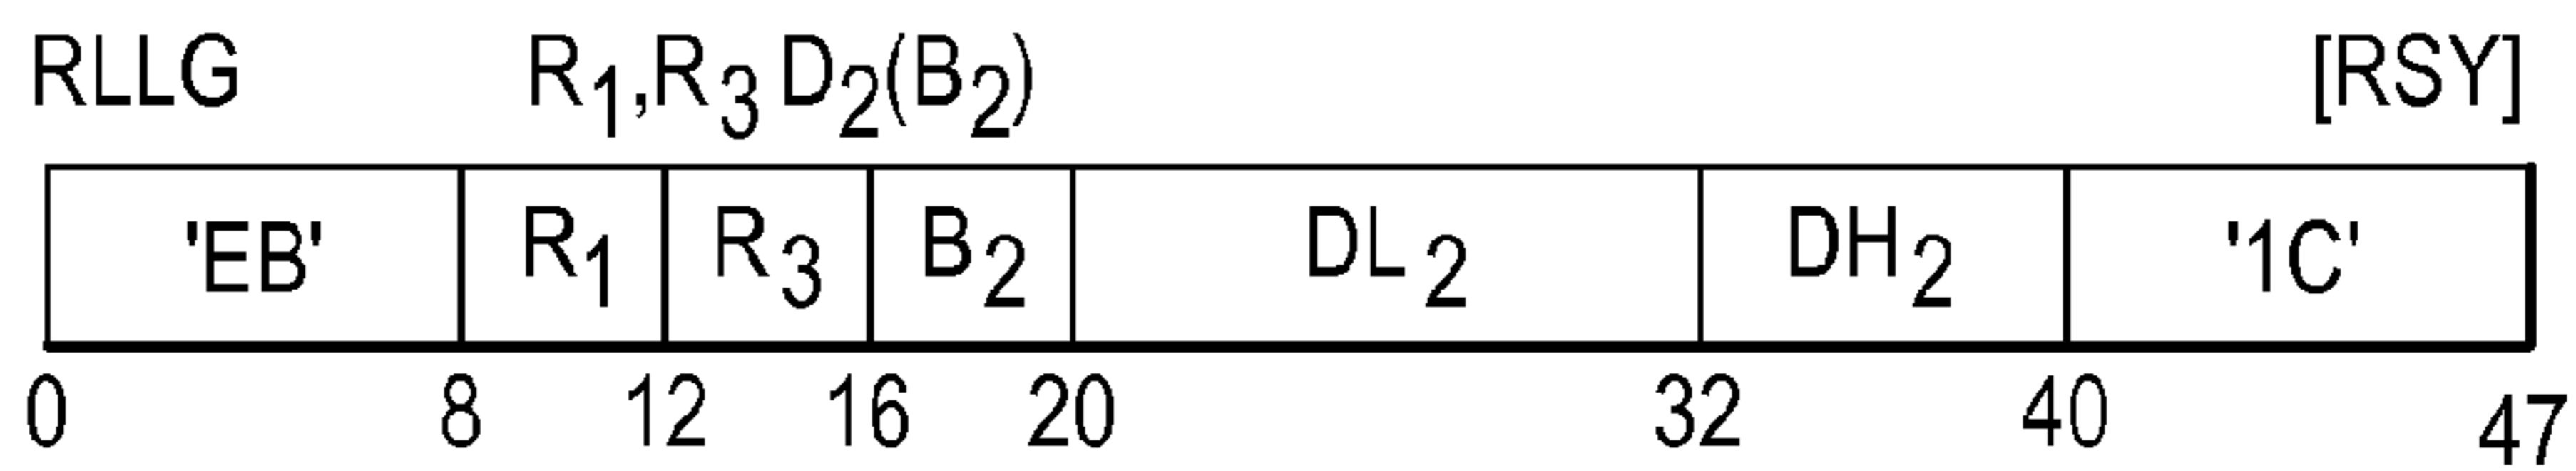 RLLG R1,R3 D2(B2) [RSY]
'EB' R1 R3 B2 DL2 DH2 '1C'
0 8 12 16 20 32 40 47